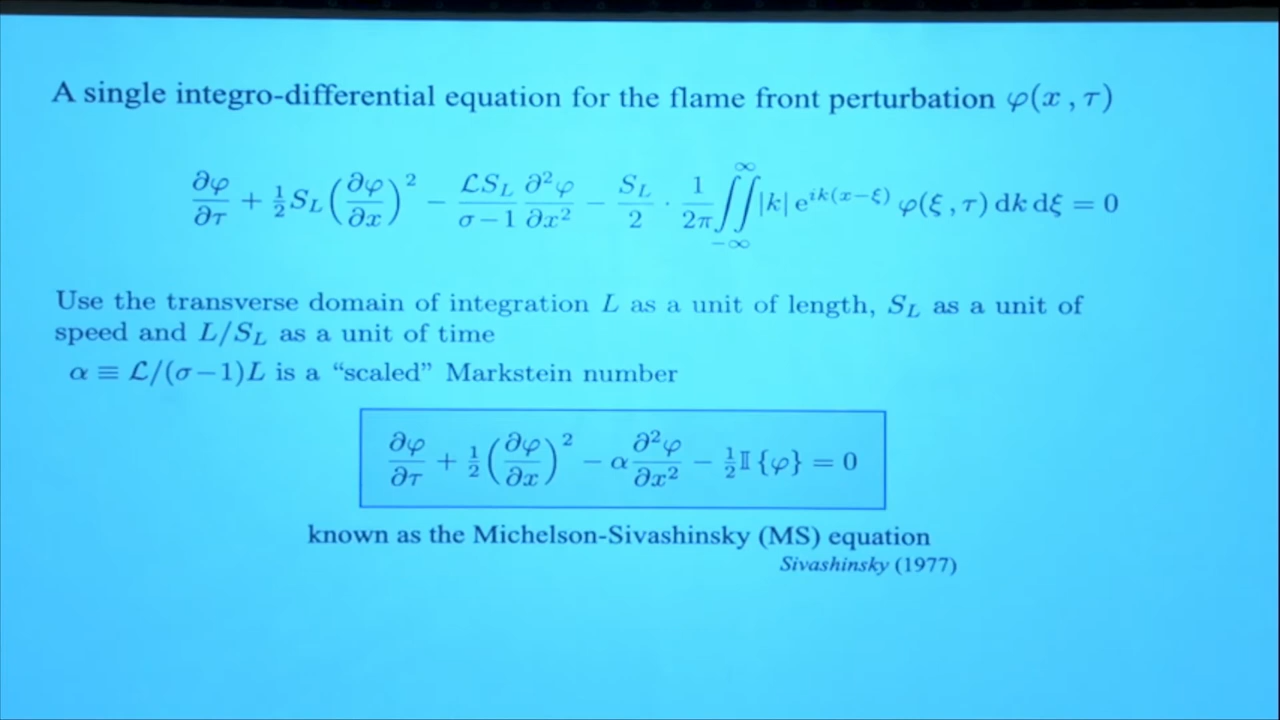 A single integro-differential equation for the flame front perturbation φ(x , τ)
∂φ/∂τ + ½ S_L (∂φ/∂x)² − ℒS_L/(σ−1) ∂²φ/∂x² − S_L/2 · 1/2π ∬_{−∞}^{∞} |k| e^{ik(x−ξ)} φ(ξ , τ) dk dξ = 0
Use the transverse domain of integration L as a unit of length, S_L as a unit of
speed and L/S_L as a unit of time
α ≡ ℒ/(σ−1)L is a “scaled” Markstein number
∂φ/∂τ + ½ (∂φ/∂x)² − α ∂²φ/∂x² − ½ 𝕀 {φ} = 0
known as the Michelson-Sivashinsky (MS) equation
Sivashinsky (1977)